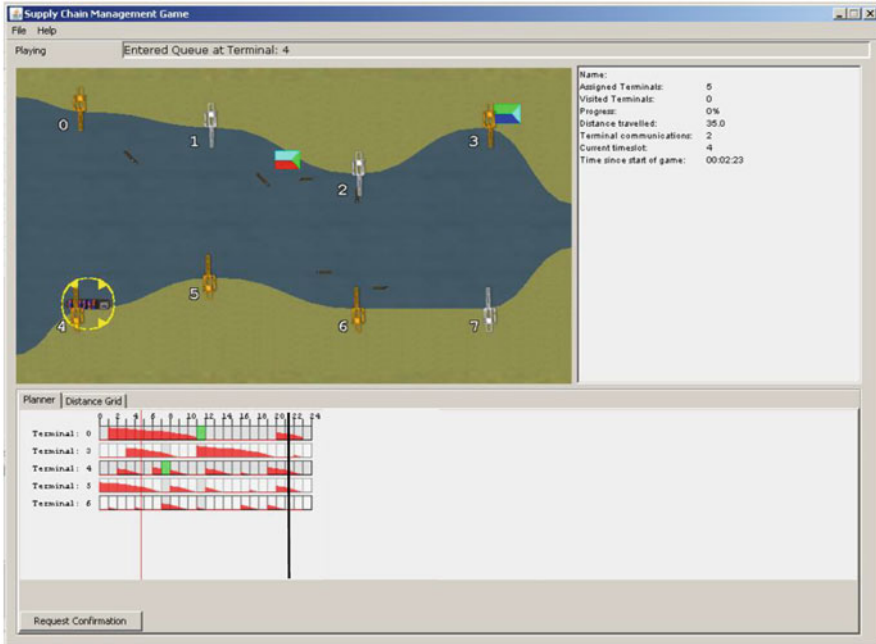 Supply Chain Management Game
File Help
Playing Entered Queue at Terminal: 4
Name:
Assigned Terminals: 5
Visited Terminals: 0
Progress: 0%
Distance travelled: 35.0
Terminal communications: 2
Current timeslot: 4
Time since start of game: 00:02:23
0
1
2
3
4
5
6
7
Planner Distance Grid
0 2 4 6 8 10 12 14 16 18 20 22 24
Terminal: 0
Terminal: 3
Terminal: 4
Terminal: 5
Terminal: 6
Request Confirmation